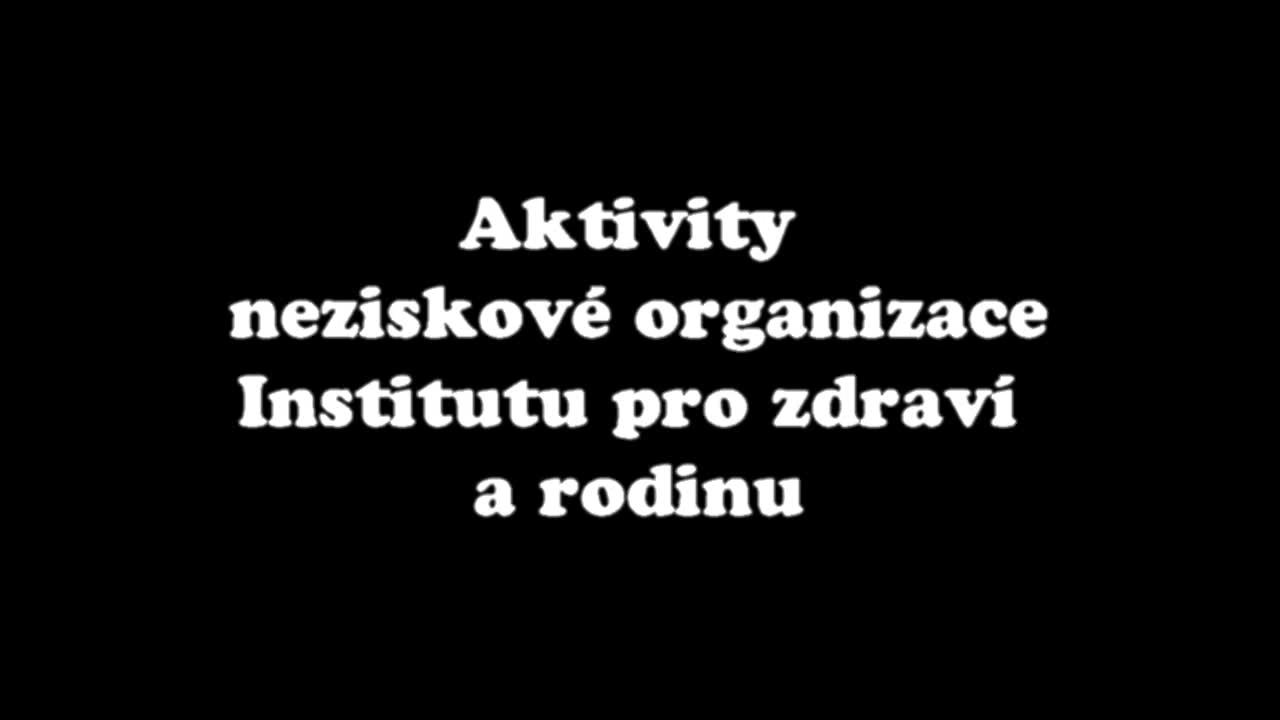 Aktivity
neziskové organizace
Institutu pro zdraví
a rodinu